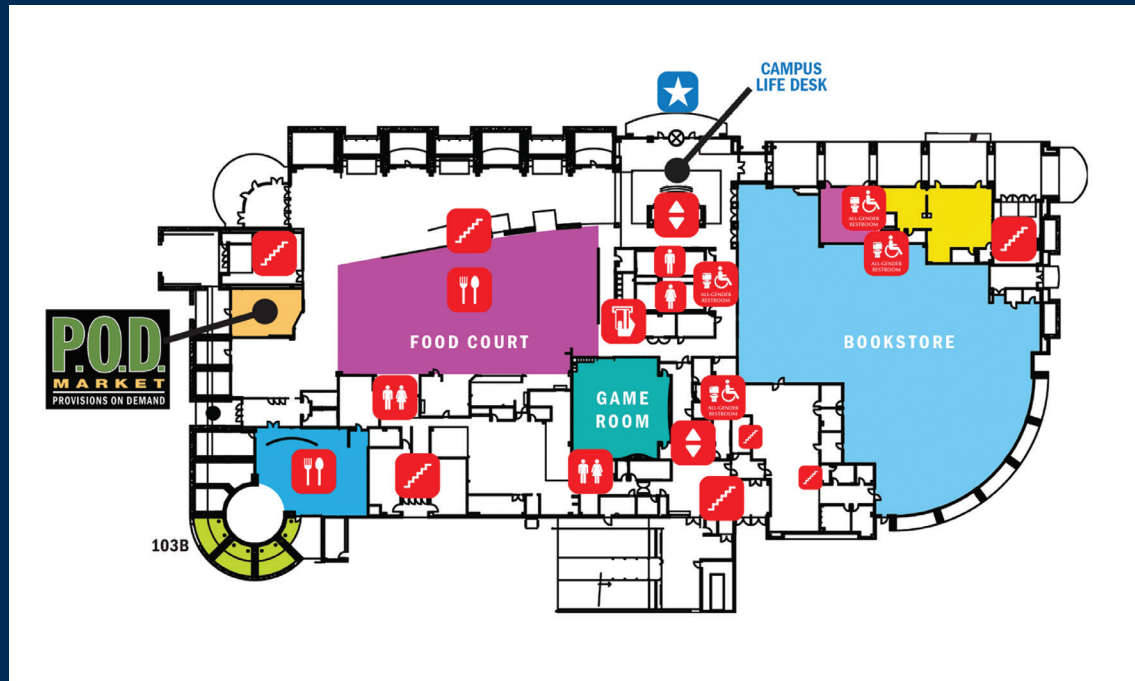 CAMPUS
LIFE DESK
ALL-GENDER
RESTROOM
ALL-GENDER
RESTROOM
ALL-GENDER
RESTROOM
P.O.D.
MARKET
PROVISIONS ON DEMAND
FOOD COURT
BOOKSTORE
GAME
ROOM
ALL-GENDER
RESTROOM
103B